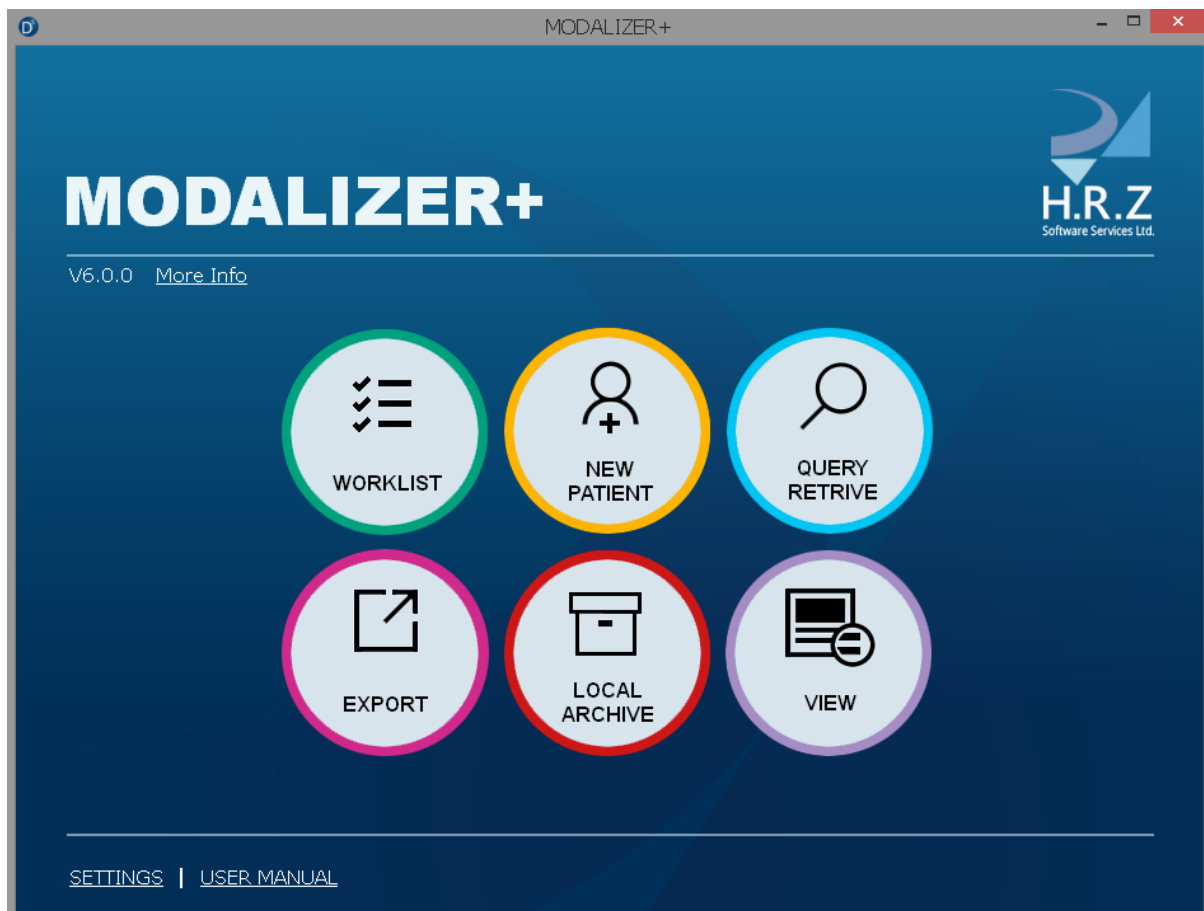 MODALIZER+
MODALIZER+
H.R.Z
Software Services Ltd.
V6.0.0 More Info
WORKLIST
NEW
PATIENT
QUERY
RETRIVE
EXPORT
LOCAL
ARCHIVE
VIEW
SETTINGS | USER MANUAL